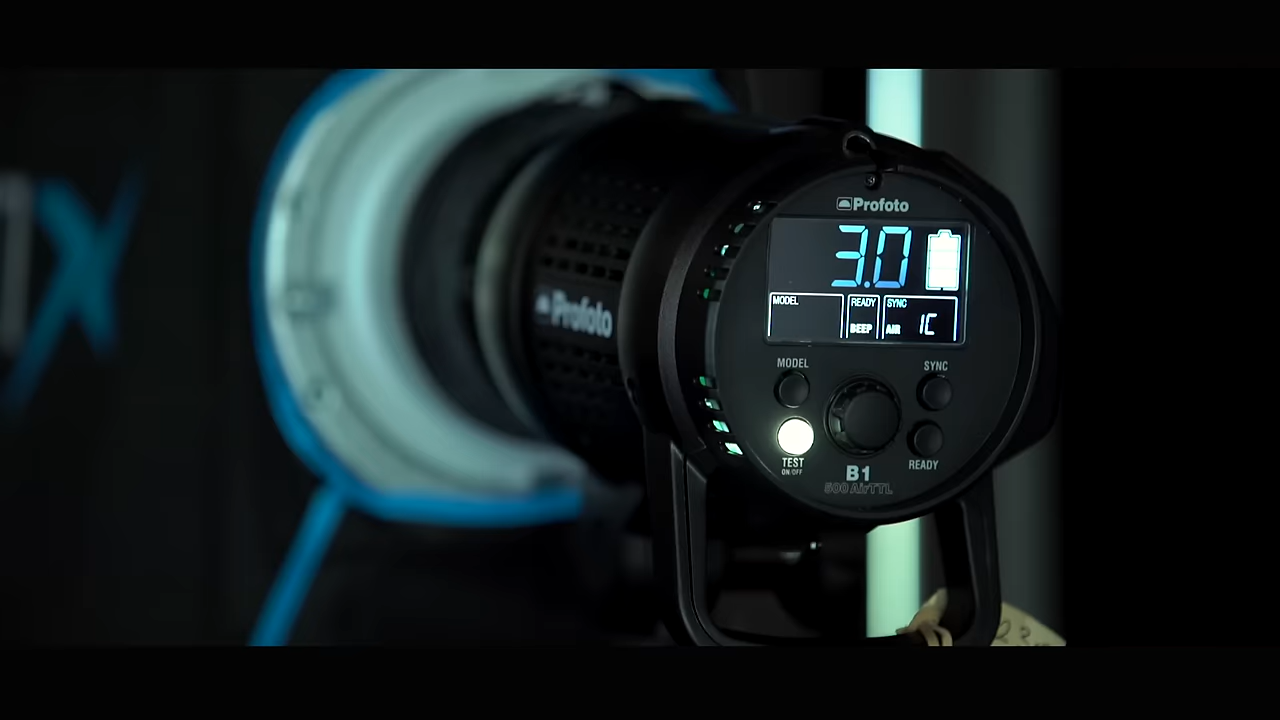 Profoto
3.0
MODEL
READY
SYNC
BEEP
AIR
1C
Profoto
MODEL
SYNC
TEST
ON/OFF
READY
B1
500 AirTTL
X